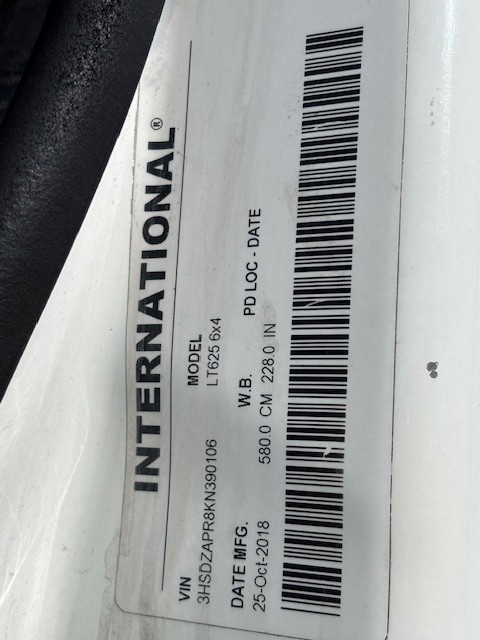 INTERNATIONAL®
VIN MODEL
3HSDZAPR8KN390106 LT625 6x4
DATE MFG. W.B. PD LOC - DATE
25-Oct-2018 580.0 CM 228.0 IN